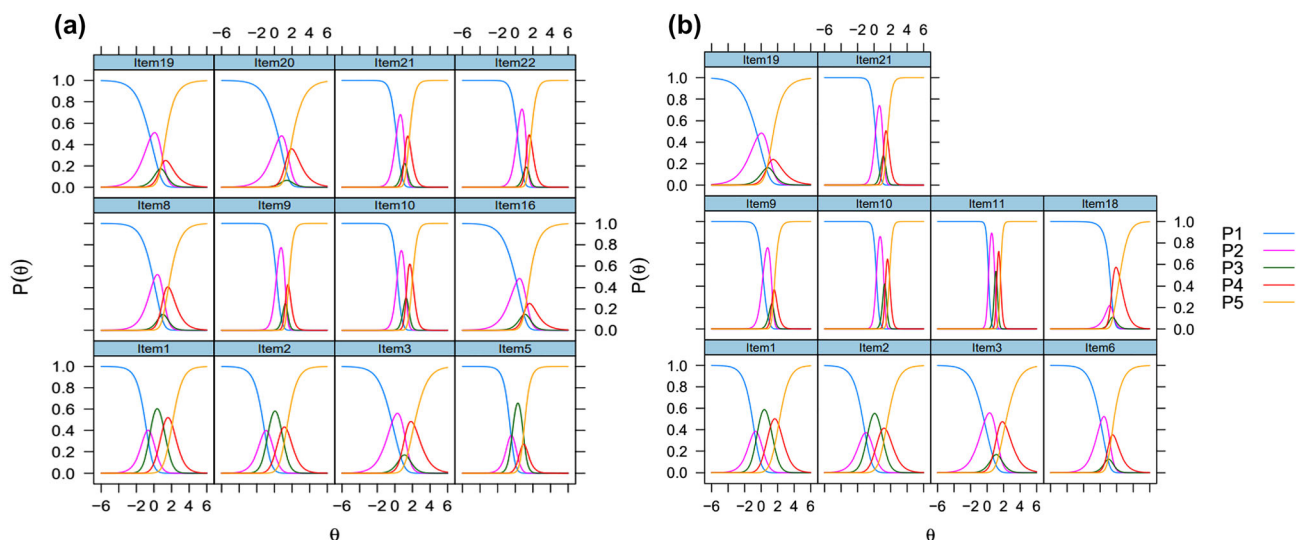 (a)
−6 −2 0 2 4 6 −6 −2 0 2 4 6
Item19 Item20 Item21 Item22
1.0
0.8
0.6
0.4
0.2
0.0
Item8 Item9 Item10 Item16
1.0
0.8
0.6
0.4
0.2
0.0
Item1 Item2 Item3 Item5
1.0
0.8
0.6
0.4
0.2
0.0
−6 −2 0 2 4 6 −6 −2 0 2 4 6
P(θ)
θ
(b)
−6 −2 0 2 4 6
Item19 Item21
1.0
0.8
0.6
0.4
0.2
0.0
Item9 Item10 Item11 Item18
1.0
0.8
0.6
0.4
0.2
0.0
Item1 Item2 Item3 Item6
1.0
0.8
0.6
0.4
0.2
0.0
−6 −2 0 2 4 6 −6 −2 0 2 4 6
P(θ)
θ
P1
P2
P3
P4
P5